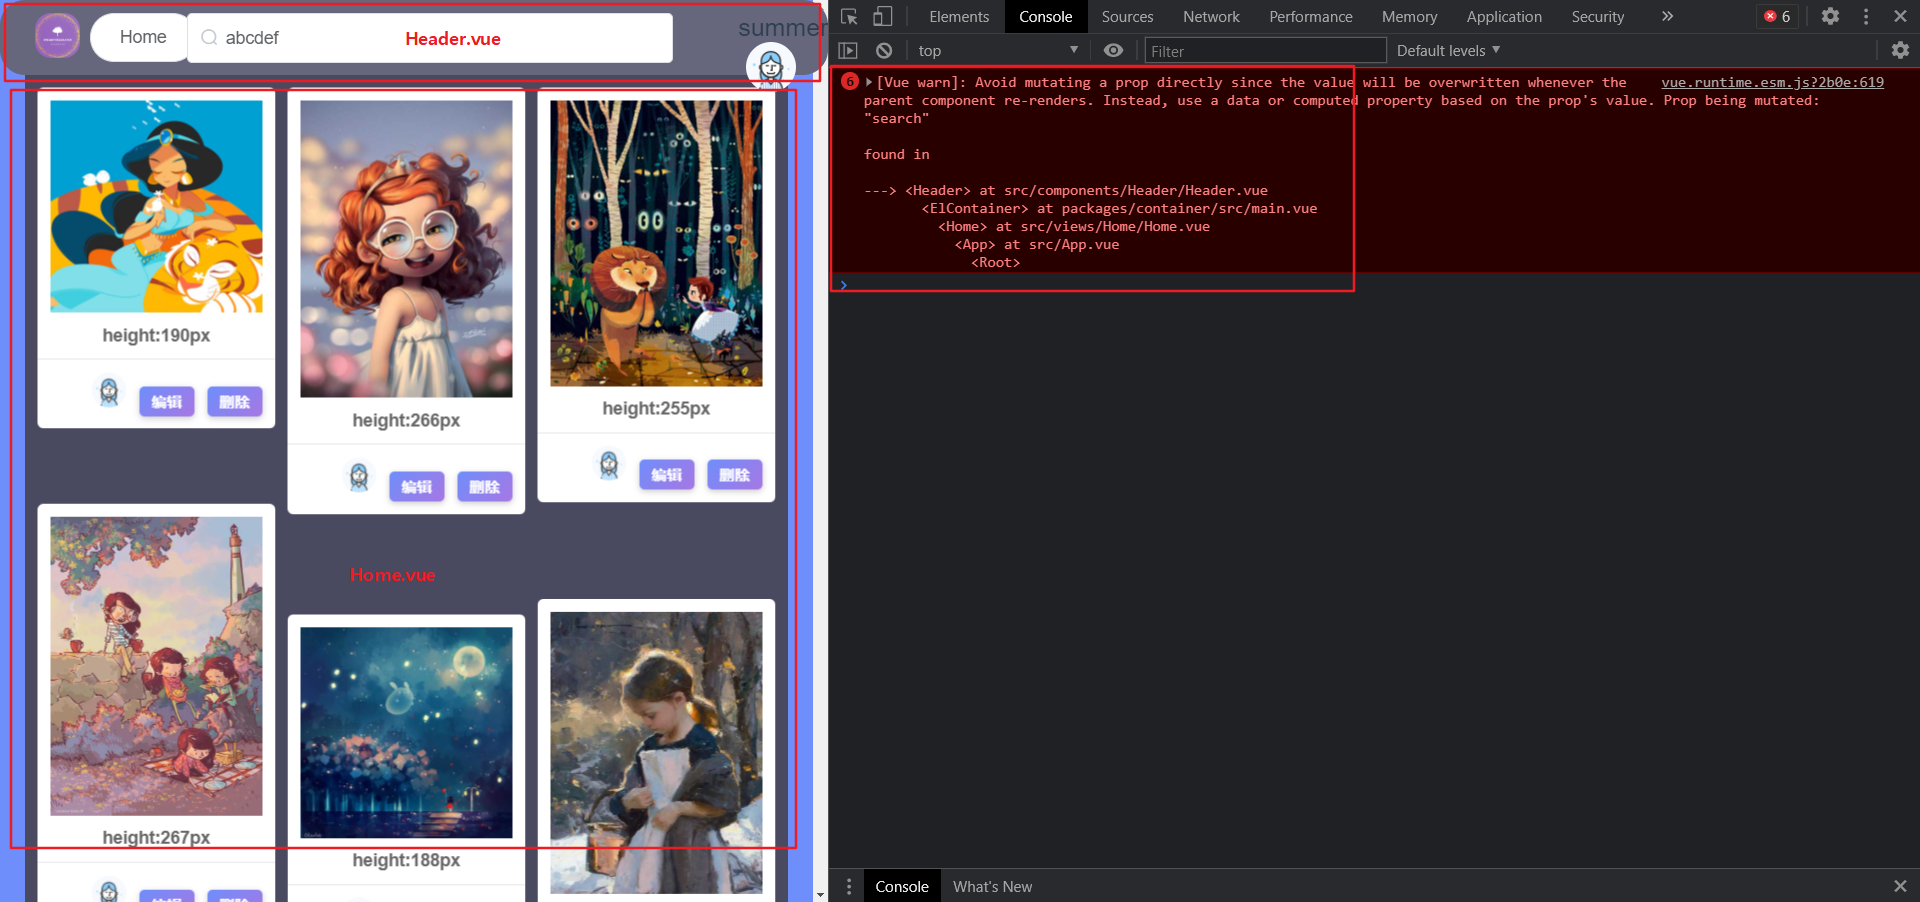 Home
abcdef
Header.vue
summer
height:190px
编辑
删除
height:266px
编辑
删除
height:255px
编辑
删除
Home.vue
height:267px
height:188px
编辑
删除
Elements
Console
Sources
Network
Performance
Memory
Application
Security
6
top
Filter
Default levels
6
[Vue warn]: Avoid mutating a prop directly since the value will be overwritten whenever the
vue.runtime.esm.js?2b0e:619
parent component re-renders. Instead, use a data or computed property based on the prop's value. Prop being mutated:
"search"
found in
---> <Header> at src/components/Header/Header.vue
<ElContainer> at packages/container/src/main.vue
<Home> at src/views/Home/Home.vue
<App> at src/App.vue
<Root>
Console
What's New